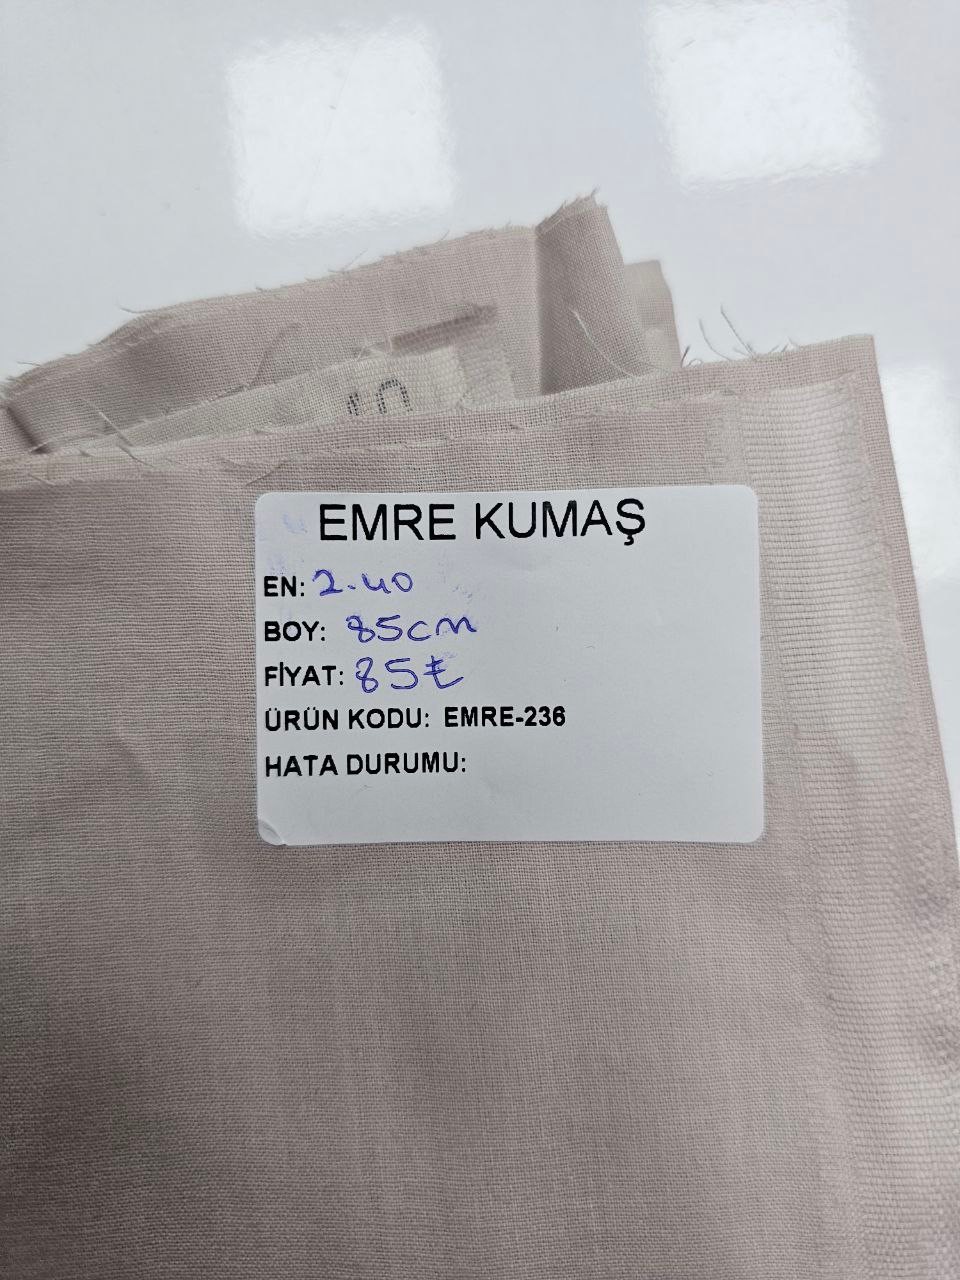 EMRE KUMAŞ
EN: 2.40
BOY: 85cm
FİYAT: 85₺
ÜRÜN KODU: EMRE-236
HATA DURUMU: